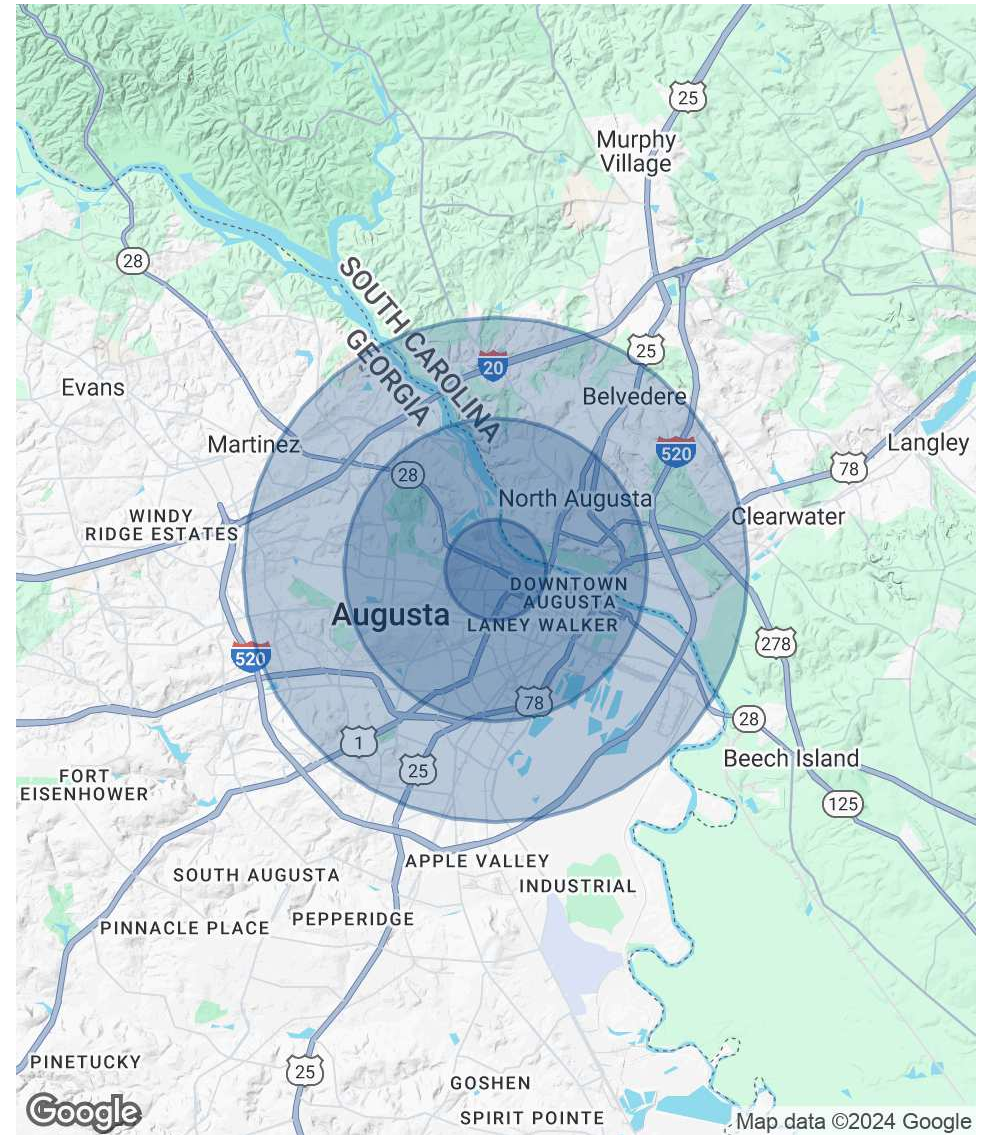 25
Murphy
Village
28
SOUTH CAROLINA
GEORGIA
20
25
Evans
Belvedere
Martinez
520
Langley
78
28
North Augusta
WINDY
RIDGE ESTATES
Clearwater
DOWNTOWN
AUGUSTA
Augusta
LANEY WALKER
278
520
78
28
1
Beech Island
25
FORT
EISENHOWER
125
APPLE VALLEY
SOUTH AUGUSTA
INDUSTRIAL
PEPPERIDGE
PINNACLE PLACE
PINETUCKY
25
GOSHEN
Google
SPIRIT POINTE
Map data ©2024 Google